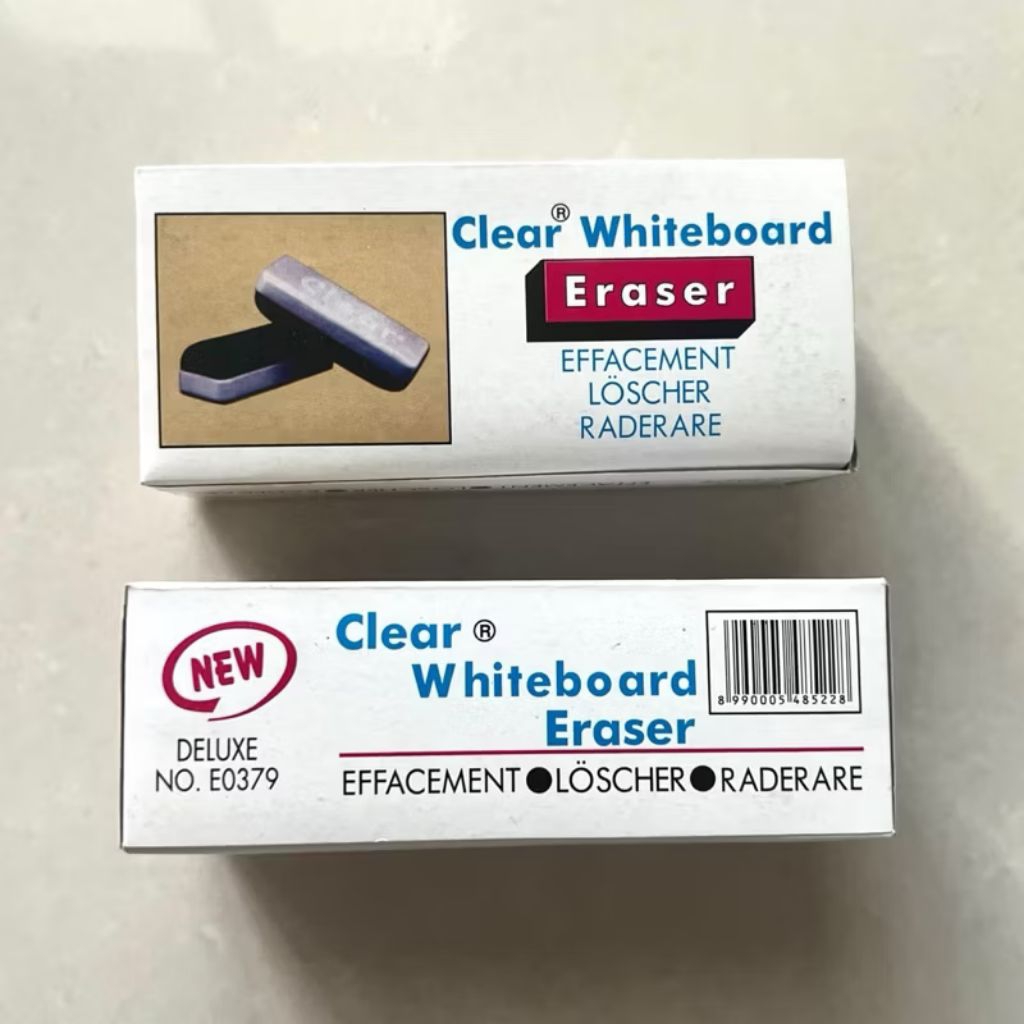 Clear® Whiteboard
Eraser
EFFACEMENT
LÖSCHER
RADERARE
Clear
NEW
DELUXE
NO. E0379
Clear ®
Whiteboard
Eraser
8 990005 485228
EFFACEMENT ● LÖSCHER ● RADERARE